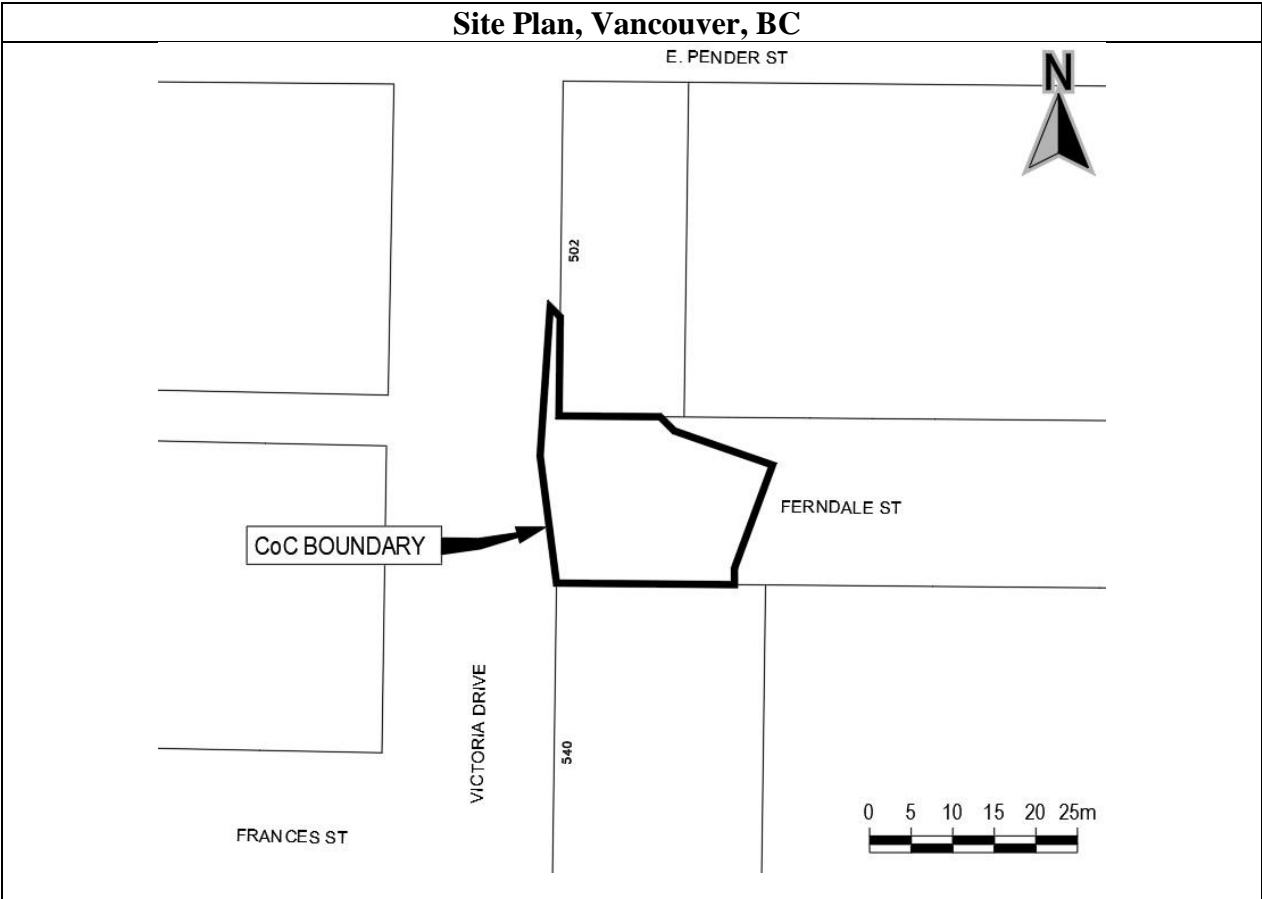 Site Plan, Vancouver, BC
E. PENDER ST
N
502
FERNDALE ST
CoC BOUNDARY
VICTORIA DRIVE
540
0 5 10 15 20 25m
FRANCES ST